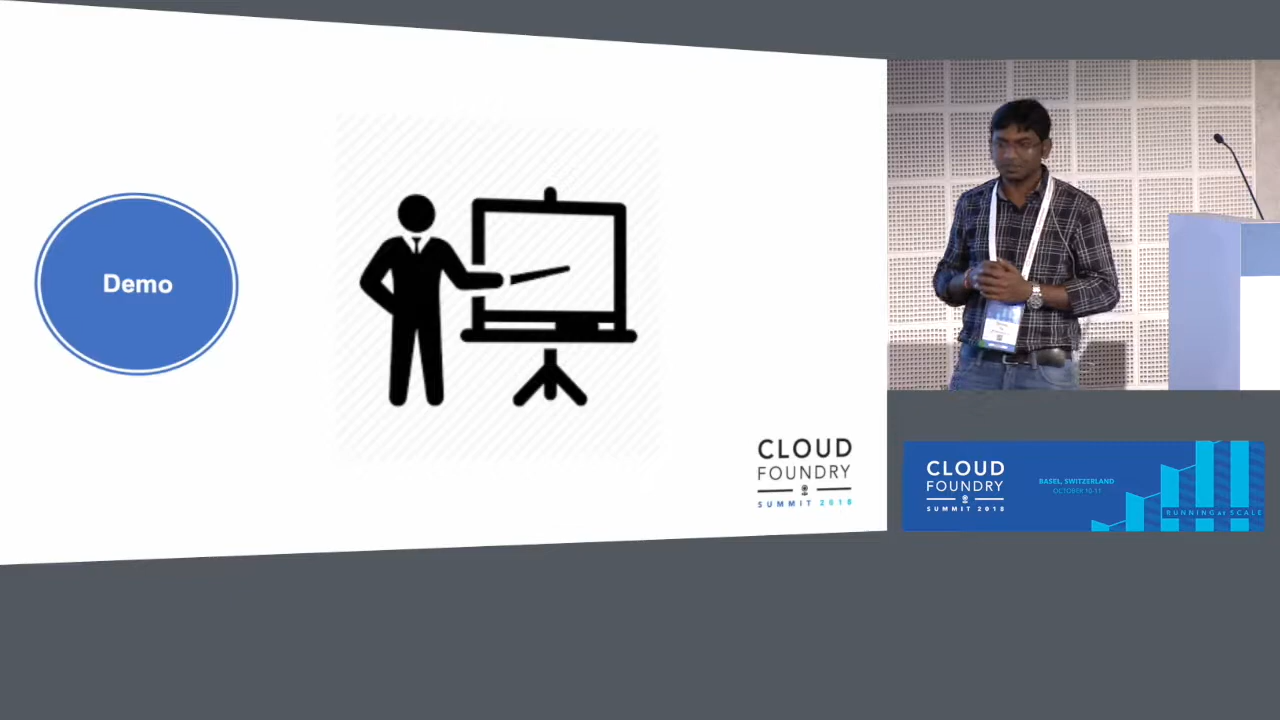 Demo
CLOUD
FOUNDRY
SUMMIT 2018
CLOUD
FOUNDRY
SUMMIT 2018
BASEL, SWITZERLAND
OCTOBER 10-11
RUNNING AT SCALE